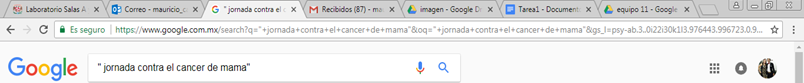 Laboratorio Salas A
Correo - mauricio_c
" jornada contra el c
Recibidos (87) - mau
imagen - Google D
Tarea1 - Document
equipo 11 - Google
Es seguro | https://www.google.com.mx/search?q="+jornada+contra+el+cancer+de+mama"&oq="+jornada+contra+el+cancer+de+mama"&gs_l=psy-ab.3..0i22i30k1l3.976443.996723.0.9...
Google
" jornada contra el cancer de mama"